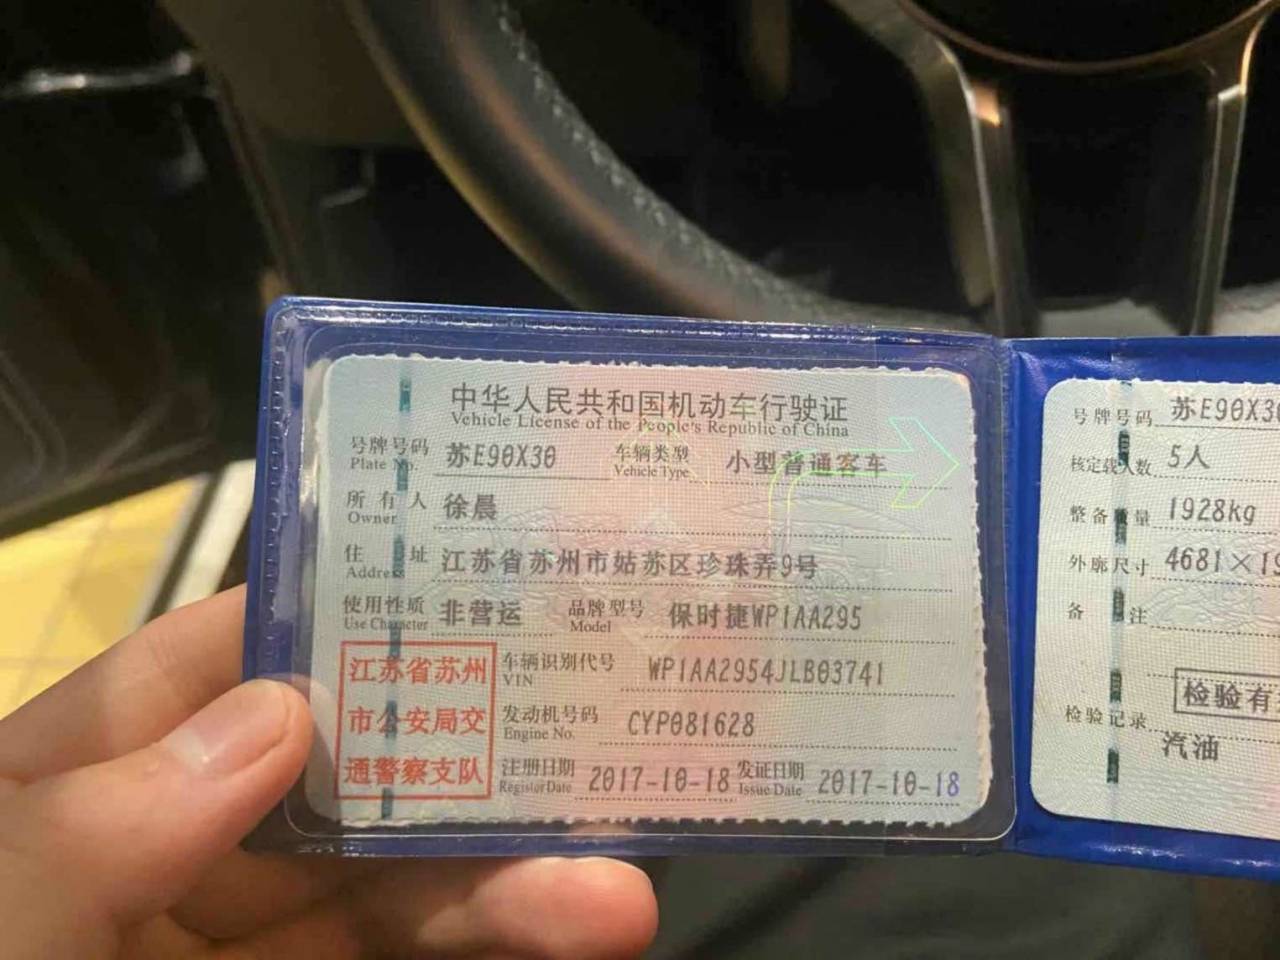 中华人民共和国机动车行驶证
Vehicle License of the People's Republic of China
号牌号码 苏E90X30 车辆类型 小型普通客车
Plate No. Vehicle Type
所有人 徐晨
Owner
住址 江苏省苏州市姑苏区珍珠弄9号
Address
使用性质 非营运 品牌型号 保时捷WP1AA295
Use Character Model
江苏省苏州
市公安局交
通警察支队
车辆识别代号 WP1AA2954JLB03741
VIN
发动机号码 CYP081628
Engine No.
注册日期 2017-10-18 发证日期 2017-10-18
Register Date Issue Date
号牌号码 苏E90X3
核定载人数 5人
整备质量 1928kg
外廓尺寸 4681×19
备注
检验有
检验记录
汽油